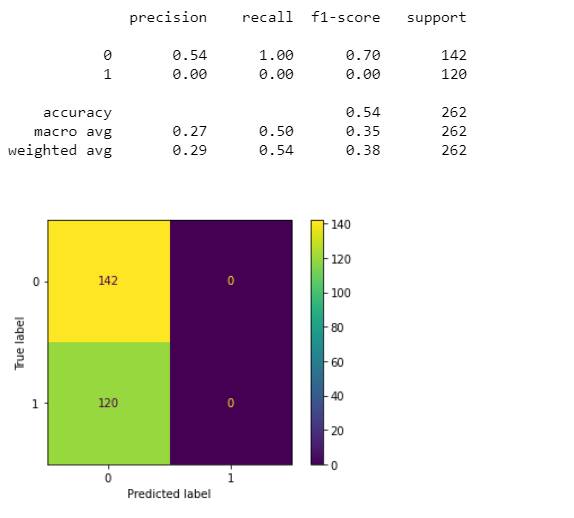 precision recall f1-score support
0 0.54 1.00 0.70 142
1 0.00 0.00 0.00 120
accuracy 0.54 262
macro avg 0.27 0.50 0.35 262
weighted avg 0.29 0.54 0.38 262
140
120
100
80
60
40
20
0
True label
0
1
142 0
120 0
0 1
Predicted label